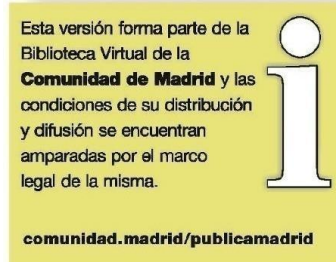 Esta versión forma parte de la
Biblioteca Virtual de la
Comunidad de Madrid y las
condiciones de su distribución
y difusión se encuentran
amparadas por el marco
legal de la misma.
i
comunidad.madrid/publicamadrid